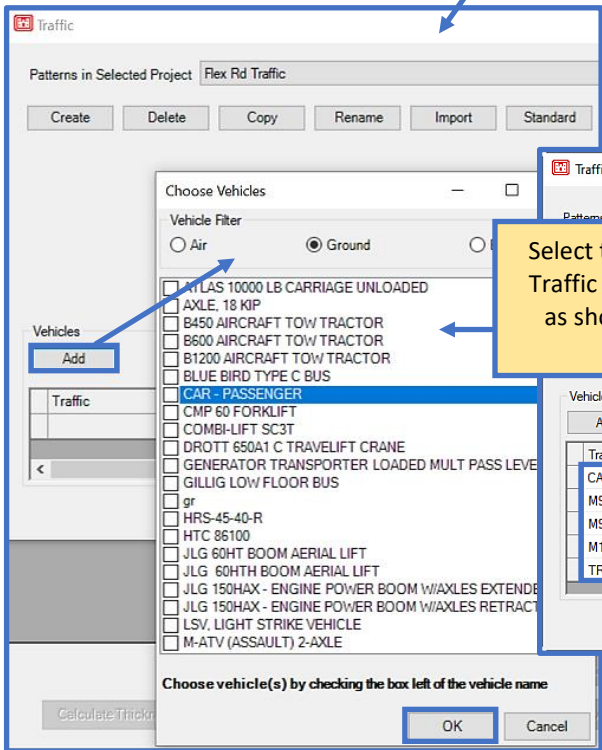 Traffic
Patterns in Selected Project Flex Rd Traffic
Create Delete Copy Rename Import Standard
Choose Vehicles
Vehicle Filter
Air Ground
ATLAS 10000 LB CARRIAGE UNLOADED
AXLE, 18 KIP
B450 AIRCRAFT TOW TRACTOR
B600 AIRCRAFT TOW TRACTOR
B1200 AIRCRAFT TOW TRACTOR
BLUE BIRD TYPE C BUS
CAR - PASSENGER
CMP 60 FORKLIFT
COMBI-LIFT SC3T
DROTT 650A1 C TRAVELIFT CRANE
GENERATOR TRANSPORTER LOADED MULT PASS LEVE
GILLIG LOW FLOOR BUS
gr
HRS-45-40-R
HTC 86100
JLG 60HT BOOM AERIAL LIFT
JLG 60HTH BOOM AERIAL LIFT
JLG 150HAX - ENGINE POWER BOOM W/AXLES EXTENDE
JLG 150HAX - ENGINE POWER BOOM W/AXLES RETRACT
LSV, LIGHT STRIKE VEHICLE
M-ATV (ASSAULT) 2-AXLE
Choose vehicle(s) by checking the box left of the vehicle name
OK Cancel
Vehicles
Add
Traffic
Calculate Thickn
Traffi
Select t
Traffic
as sho
Vehicl
A
Tra
CA
MS
MS
M1
TR